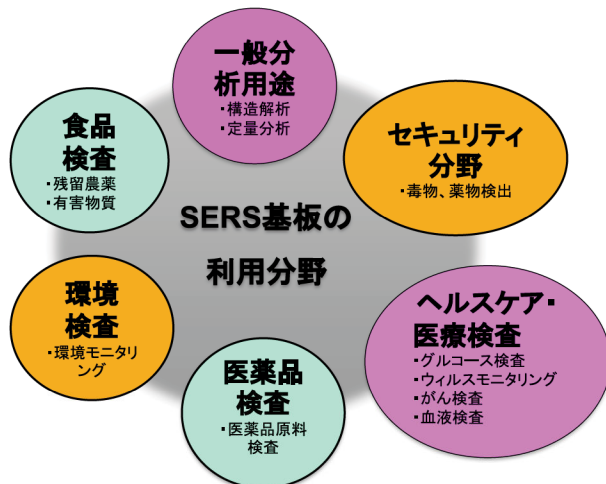 一般分
析用途
・構造解析
・定量分析
セキュリティ
分野
・毒物、薬物検出
食品
検査
・残留農薬
・有害物質
SERS基板の
利用分野
環境
検査
・環境モニタリ
ング
医薬品
検査
・医薬品原料
検査
ヘルスケア・
医療検査
・グルコース検査
・ウィルスモニタリング
・がん検査
・血液検査